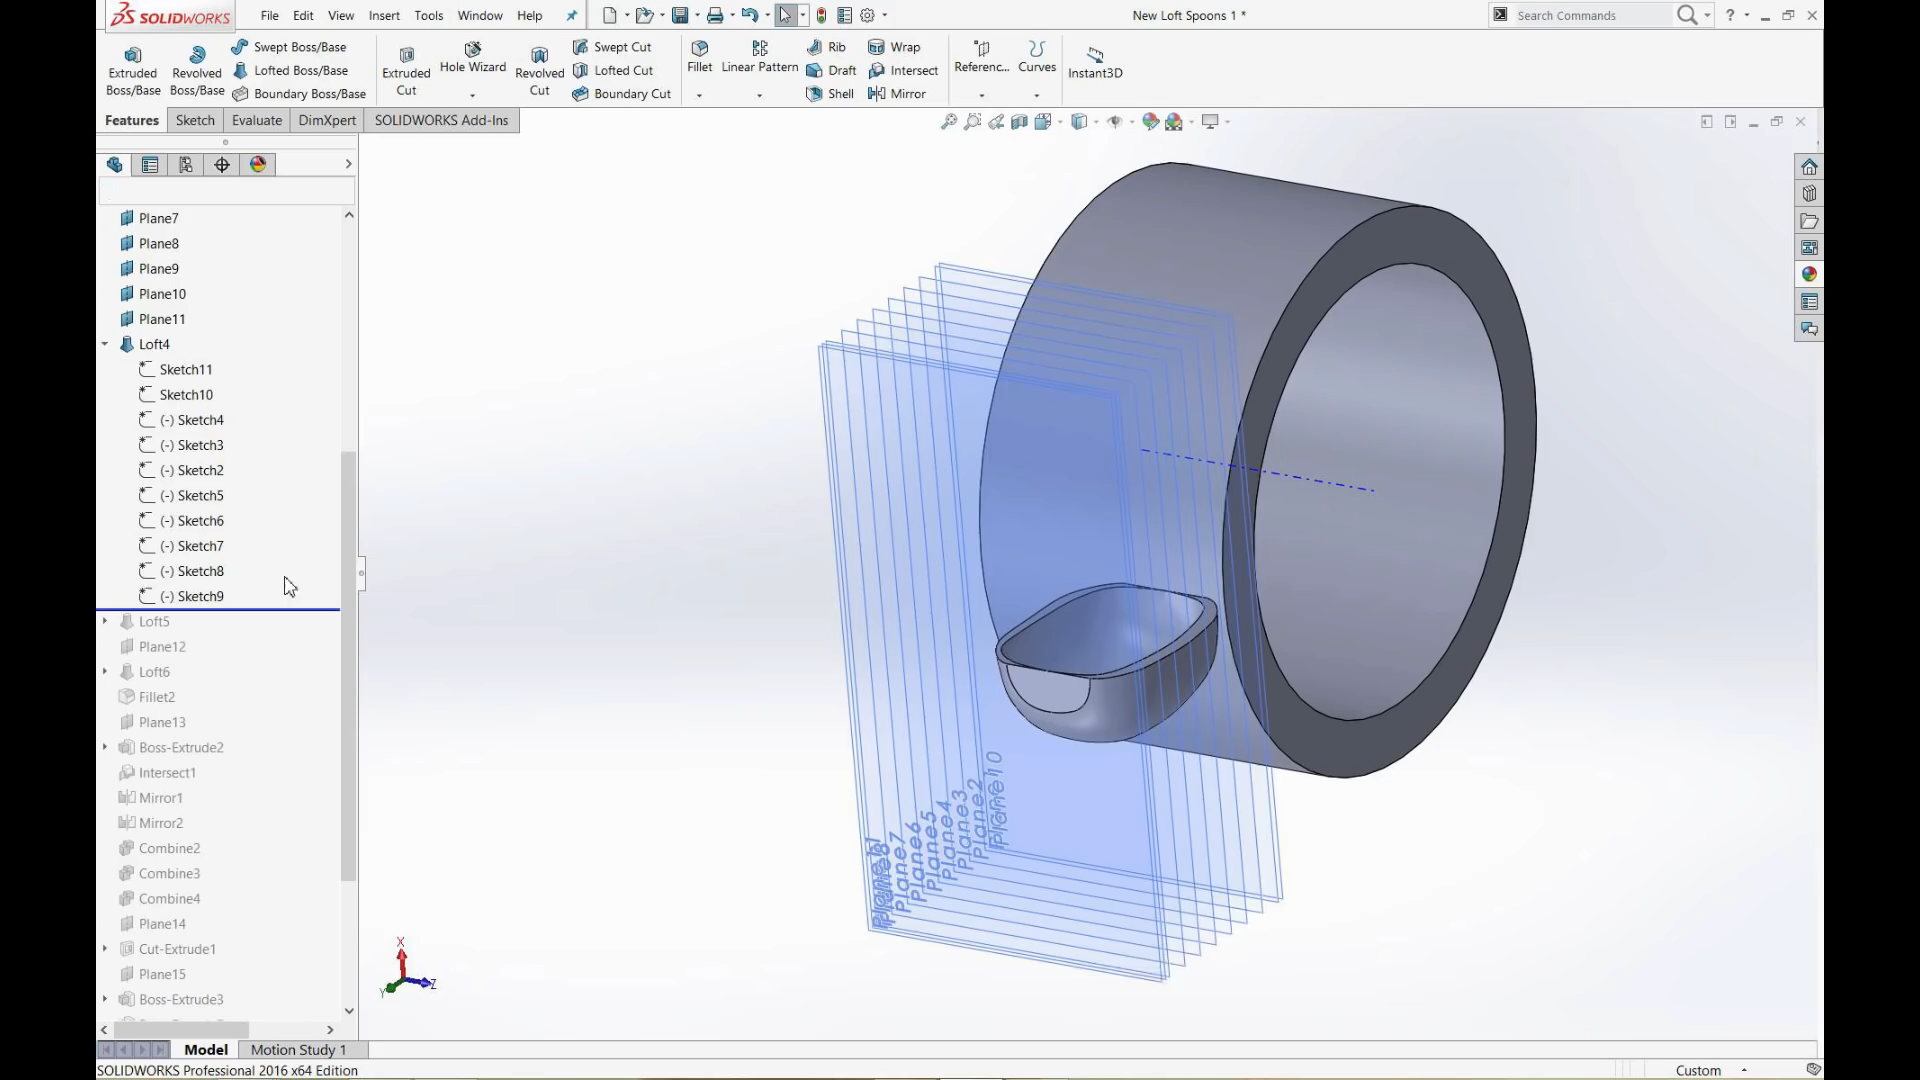 SOLIDWORKS File Edit View Insert Tools Window Help New Loft Spoons 1 * Search Commands ?
Extruded Boss/Base Revolved Boss/Base Swept Boss/Base Lofted Boss/Base Boundary Boss/Base Extruded Cut Hole Wizard Revolved Cut Swept Cut Lofted Cut Boundary Cut Fillet Linear Pattern Rib Draft Shell Wrap Intersect Mirror Referenc... Curves Instant3D
Features Sketch Evaluate DimXpert SOLIDWORKS Add-Ins
Plane7
Plane8
Plane9
Plane10
Plane11
Loft4
Sketch11
Sketch10
(-) Sketch4
(-) Sketch3
(-) Sketch2
(-) Sketch5
(-) Sketch6
(-) Sketch7
(-) Sketch8
(-) Sketch9
Loft5
Plane12
Loft6
Fillet2
Plane13
Boss-Extrude2
Intersect1
Mirror1
Mirror2
Combine2
Combine3
Combine4
Plane14
Cut-Extrude1
Plane15
Boss-Extrude3
Plane7
Plane6
Plane5
Plane4
Plane3
Plane2
Plane10
X
Y
Z
Model Motion Study 1
SOLIDWORKS Professional 2016 x64 Edition Custom